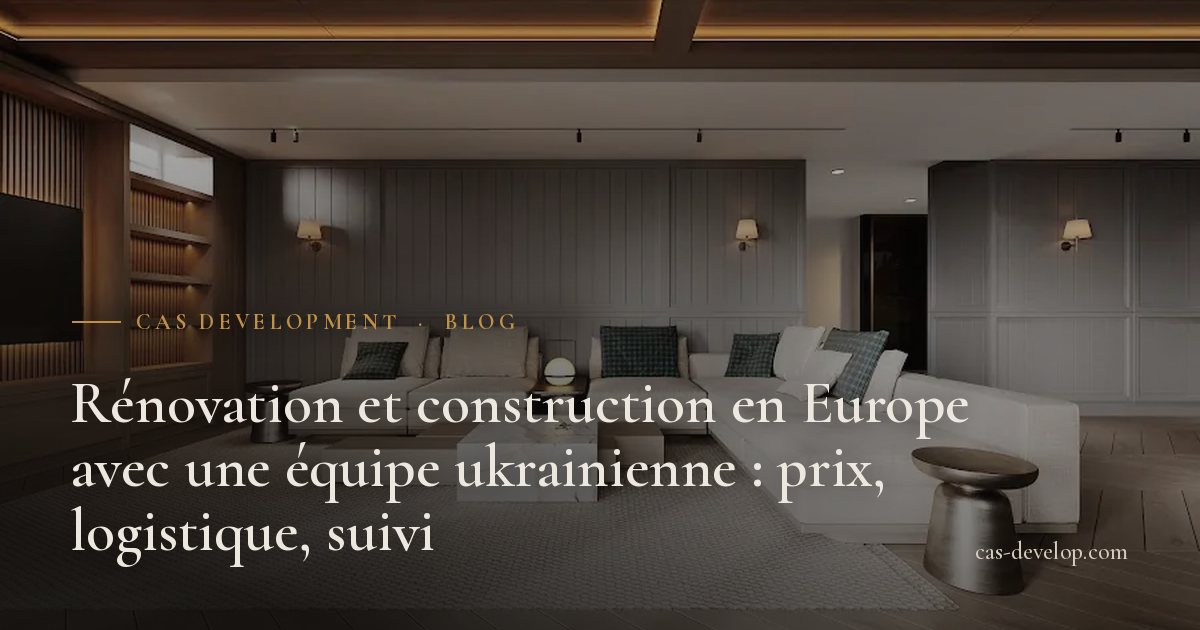 CAS DEVELOPMENT · BLOG
Rénovation et construction en Europe
avec une équipe ukrainienne : prix,
logistique, suivi
cas-develop.com